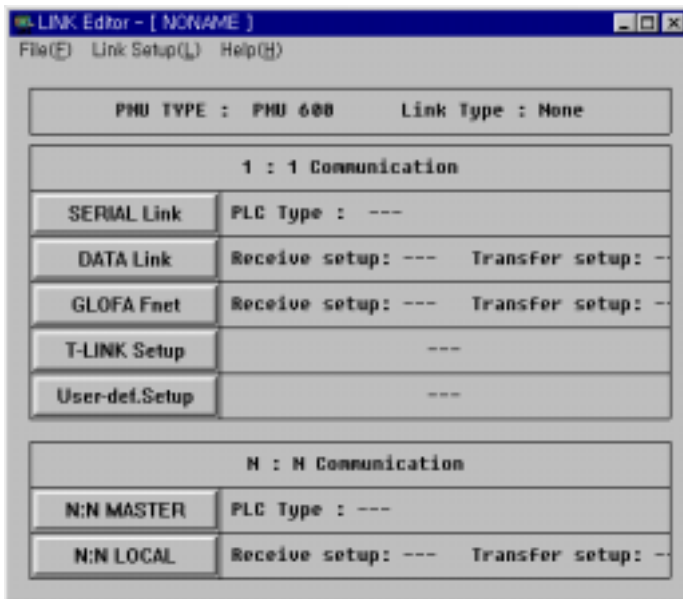 LINK Editor - [ NONAME ]
File(F) Link Setup(L) Help(H)
PMU TYPE : PMU 600 Link Type : None
1 : 1 Communication
SERIAL Link PLC Type : ---
DATA Link Receive setup: --- Transfer setup: --
GLOFA Fnet Receive setup: --- Transfer setup: --
T-LINK Setup ---
User-def.Setup ---
N : N Communication
N:N MASTER PLC Type : ---
N:N LOCAL Receive setup: --- Transfer setup: --